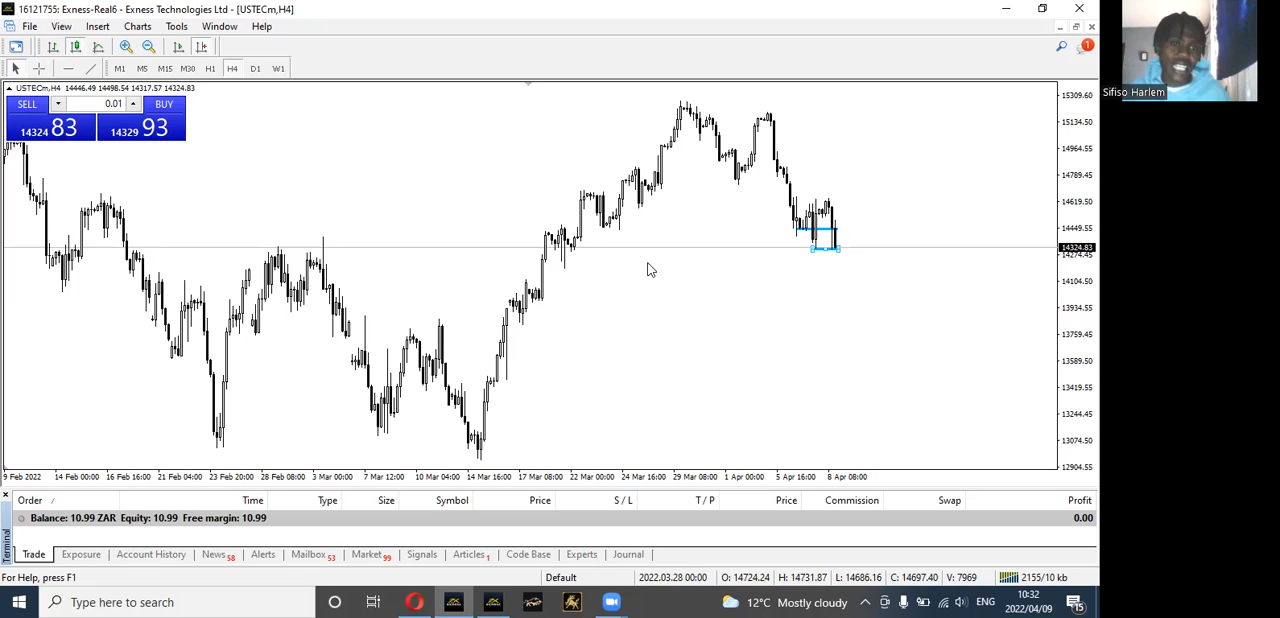 16121755: Exness-Real6 - Exness Technologies Ltd - [USTECm,H4]
File View Insert Charts Tools Window Help
1
M1 M5 M15 M30 H1 H4 D1 W1
USTECm,H4 14446.49 14498.54 14317.57 14324.83
SELL 0.01 BUY
14324 83 14329 93
Sifiso Harlem
15309.60
15134.50
14964.55
14789.45
14619.50
14449.55
14324.83
14274.45
14104.50
13934.55
13759.45
13589.50
13419.55
13244.45
13074.50
12904.55
9 Feb 2022 14 Feb 00:00 16 Feb 16:00 21 Feb 04:00 23 Feb 20:00 28 Feb 08:00 3 Mar 00:00 7 Mar 12:00 10 Mar 04:00 14 Mar 16:00 17 Mar 08:00 22 Mar 00:00 24 Mar 16:00 29 Mar 08:00 1 Apr 00:00 5 Apr 16:00 8 Apr 08:00
Order / Time Type Size Symbol Price S / L T / P Price Commission Swap Profit
Balance: 10.99 ZAR Equity: 10.99 Free margin: 10.99 0.00
Terminal
Trade Exposure Account History News 58 Alerts Mailbox 53 Market 99 Signals Articles 1 Code Base Experts Journal
For Help, press F1 Default 2022.03.28 00:00 O: 14724.24 H: 14731.87 L: 14686.16 C: 14697.40 V: 7969 2155/10 kb
Type here to search 12°C Mostly cloudy ENG 10:32
2022/04/09 15